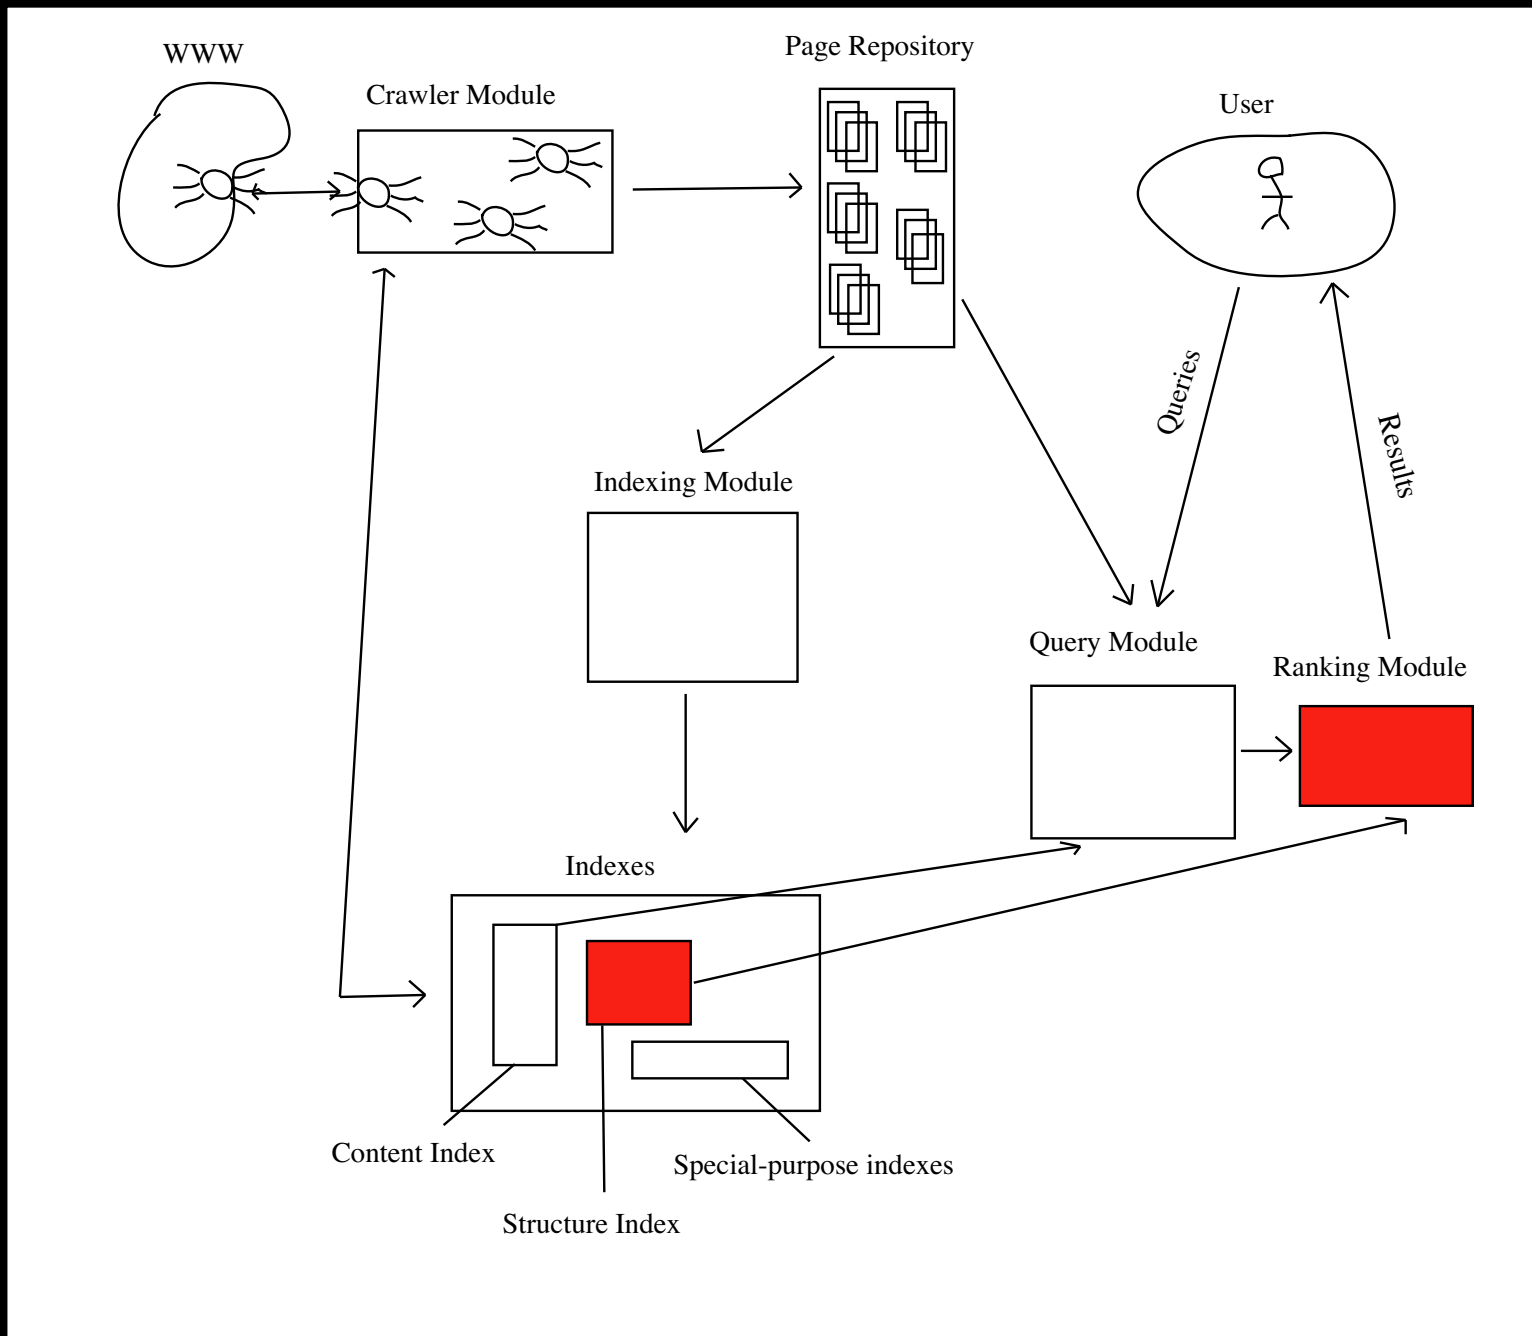 WWW
Crawler Module
Page Repository
User
Queries
Results
Indexing Module
Query Module
Ranking Module
Indexes
Content Index
Special-purpose indexes
Structure Index